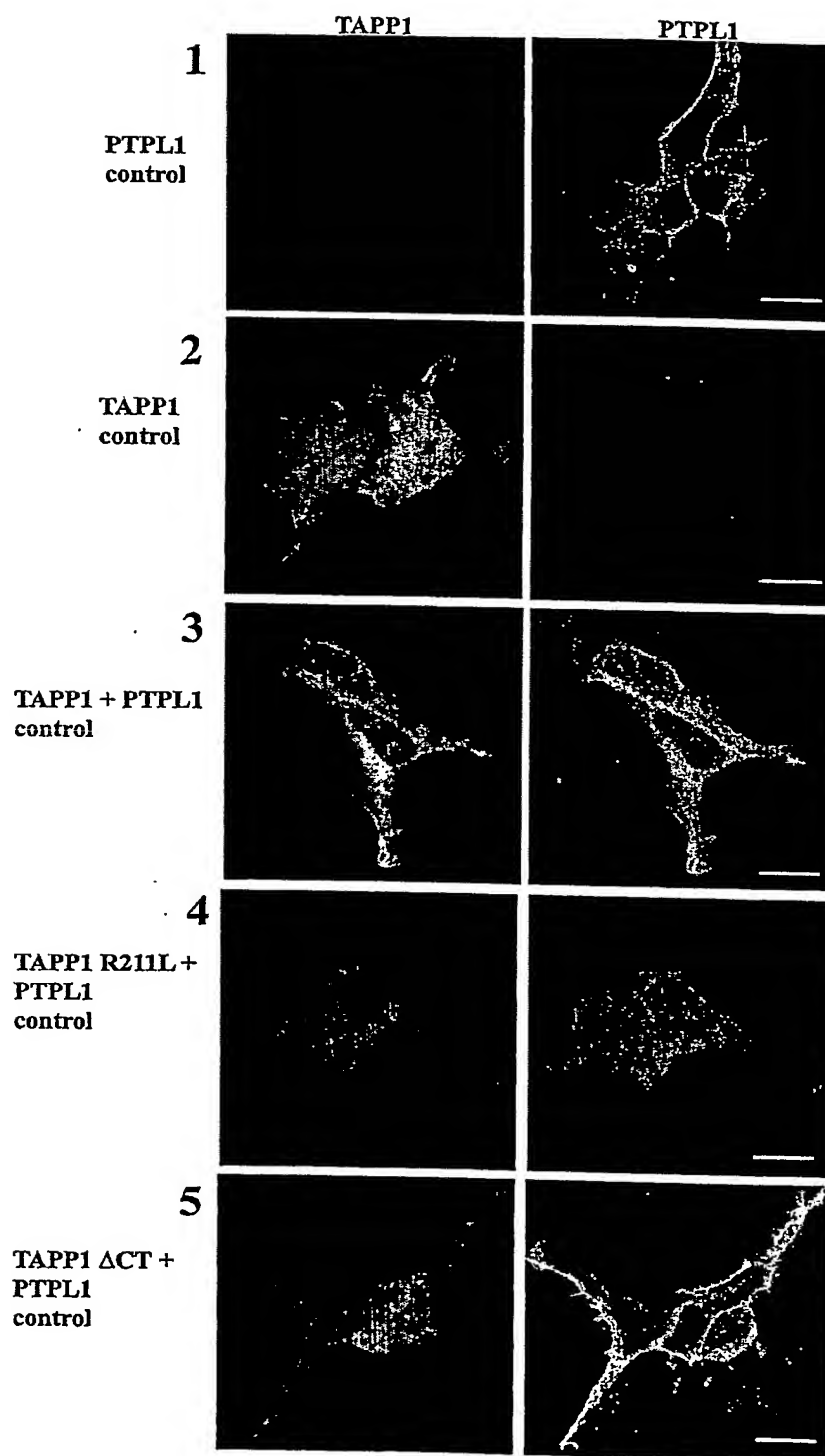 TAPP1 PTPL1
1
PTPL1
control
2
TAPP1
control
3
TAPP1 + PTPL1
control
4
TAPP1 R211L +
PTPL1
control
5
TAPP1 ΔCT +
PTPL1
control